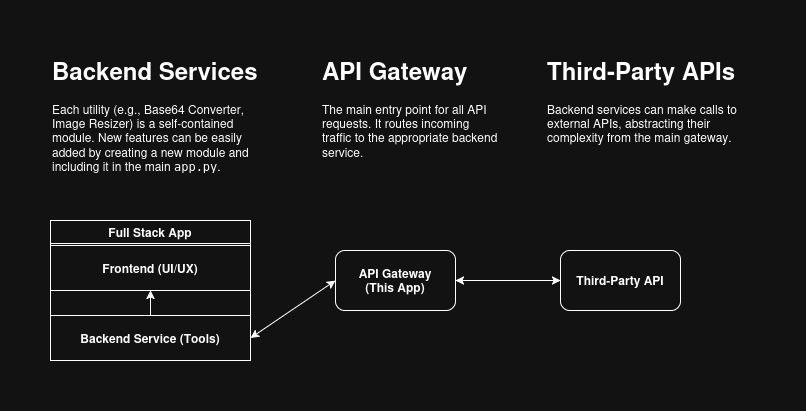 Backend Services
Each utility (e.g., Base64 Converter,
Image Resizer) is a self-contained
module. New features can be easily
added by creating a new module and
including it in the main app.py.
API Gateway
The main entry point for all API
requests. It routes incoming
traffic to the appropriate backend
service.
Third-Party APIs
Backend services can make calls to
external APIs, abstracting their
complexity from the main gateway.
Full Stack App
Frontend (UI/UX)
Backend Service (Tools)
API Gateway
(This App)
Third-Party API